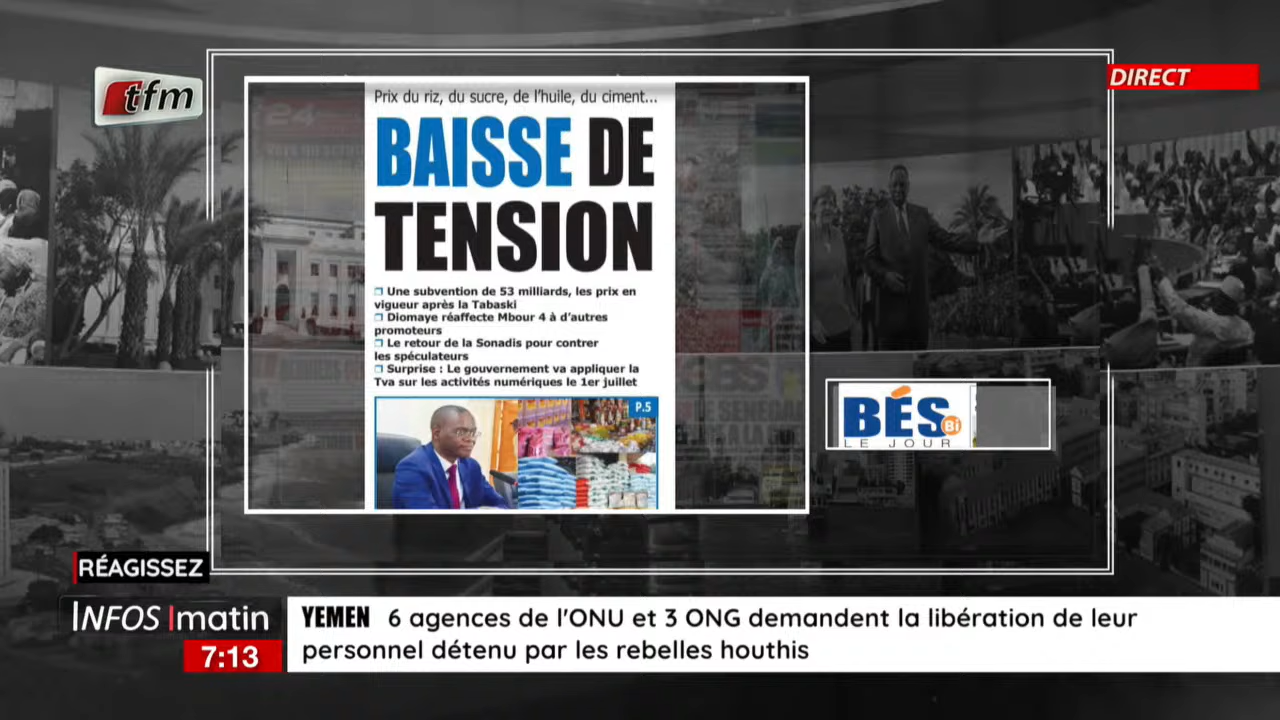 tfm
DIRECT
Prix du riz, du sucre, de l'huile, du ciment...
BAISSE DE
TENSION
Une subvention de 53 milliards, les prix en
vigueur après la Tabaski
Diomaye réaffecte Mbour 4 à d'autres
promoteurs
Le retour de la Sonadis pour contrer
les spéculateurs
Surprise : Le gouvernement va appliquer la
Tva sur les activités numériques le 1er juillet
P.5
BÉS Bi
LE JOUR
RÉAGISSEZ
INFOS matin
7:13
YEMEN 6 agences de l'ONU et 3 ONG demandent la libération de leur
personnel détenu par les rebelles houthis